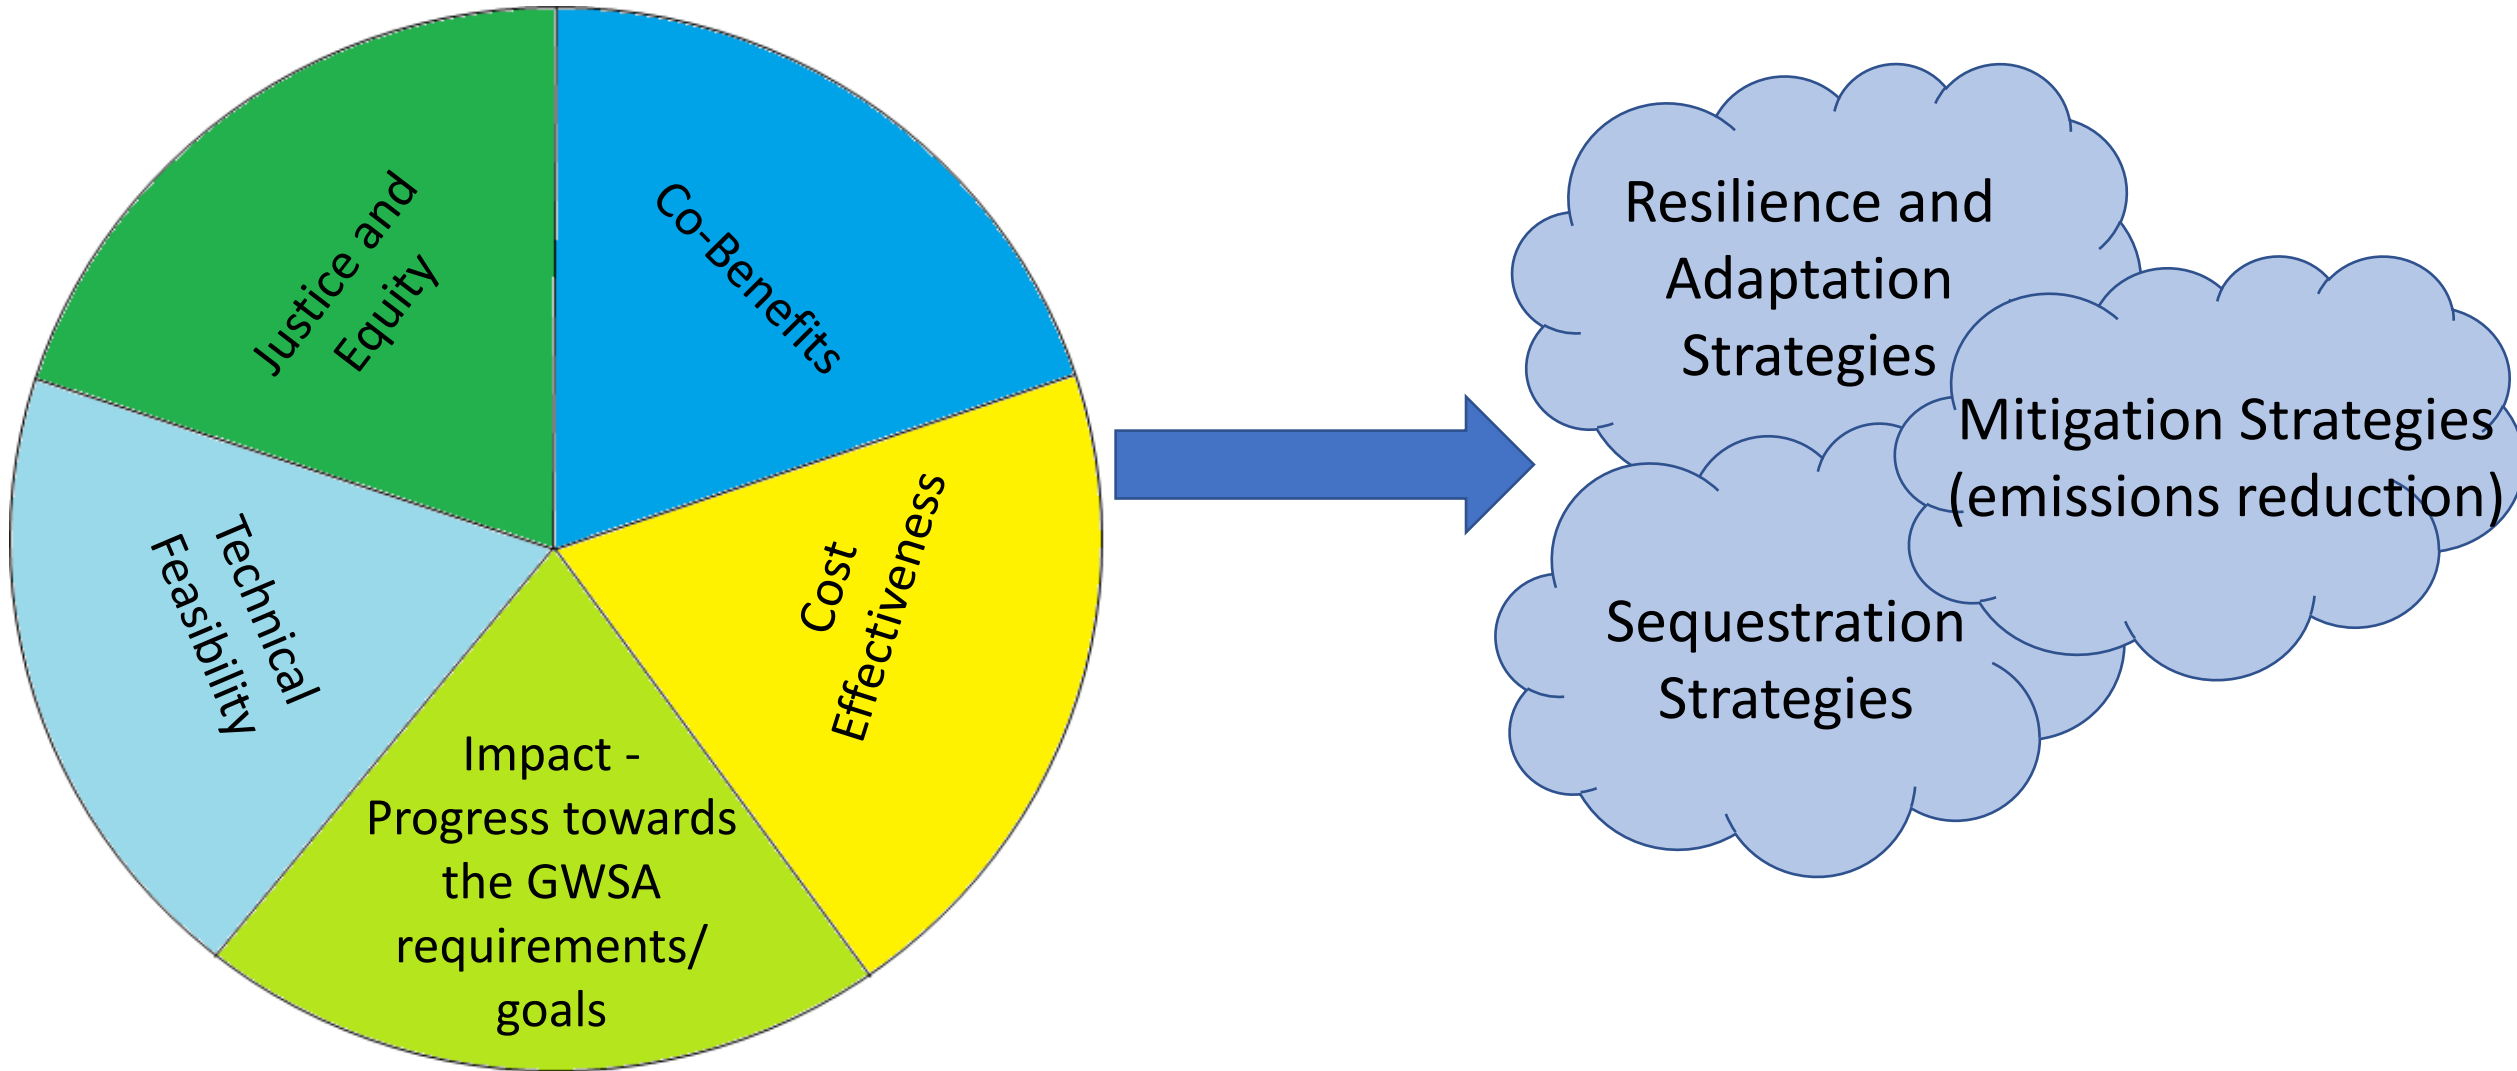 Justice and
Equity
Co-Benefits
Cost
Effectiveness
Impact -
Progress towards
the GWSA
requirements/
goals
Technical
Feasibility
Resilience and
Adaptation
Strategies
Mitigation Strategies
(emissions reduction)
Sequestration
Strategies